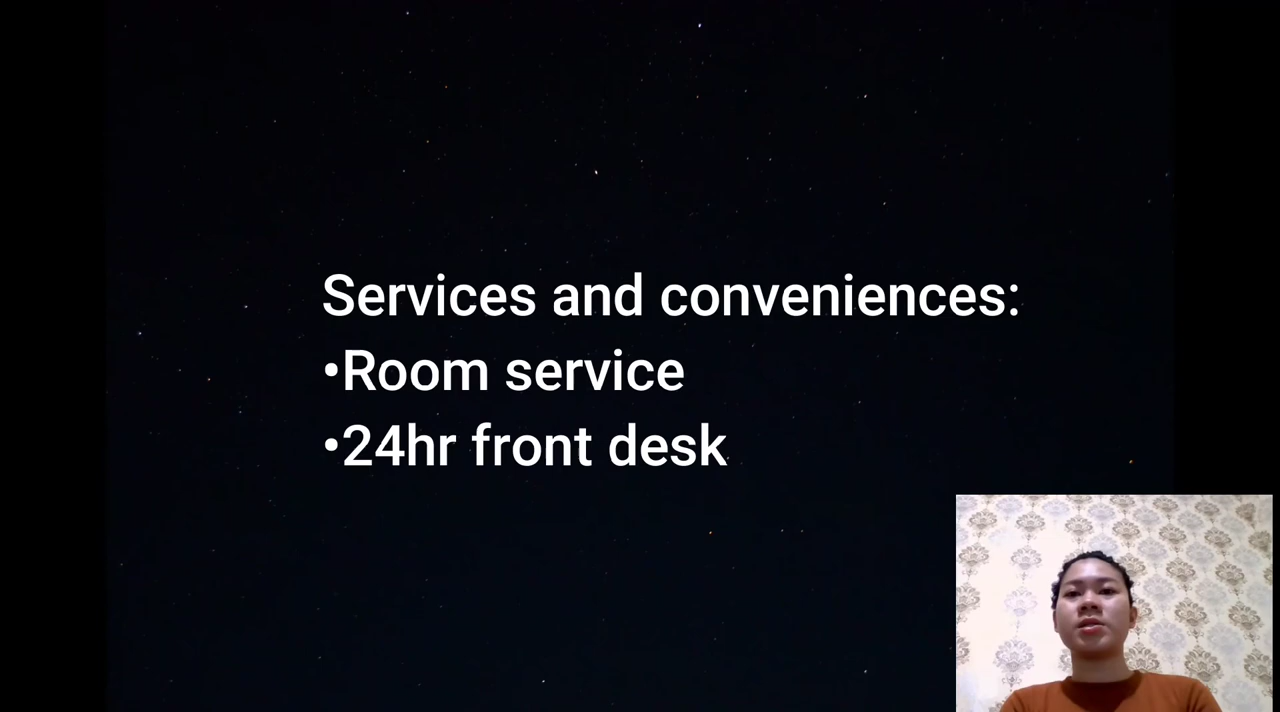 Services and conveniences:
•Room service
•24hr front desk